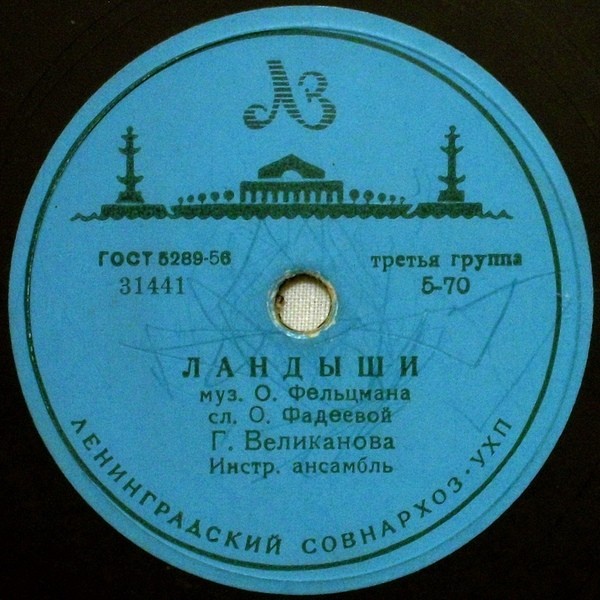 ЛЗ
ГОСТ 5289-56
31441
третья группа
5-70
ЛАНДЫШИ
муз. О. Фельцмана
сл. О. Фадеевой
Г. Великанова
Инстр. ансамбль
ЛЕНИНГРАДСКИЙ СОВНАРХОЗ·УХП